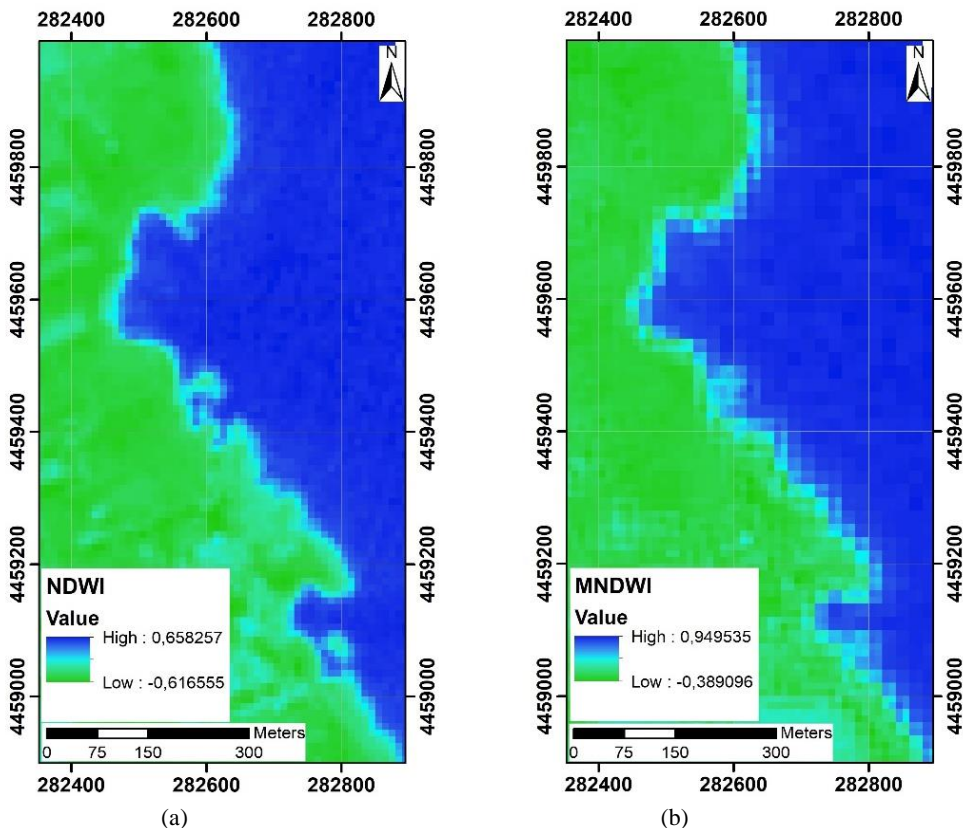 282400 282600 282800
N
4459800 4459800
4459600 4459600
4459400 4459400
4459200 4459200
4459000 4459000
NDWI
Value
High : 0,658257
Low : -0,616555
Meters
0 75 150 300
282400 282600 282800
(a)
282400 282600 282800
N
4459800 4459800
4459600 4459600
4459400 4459400
4459200 4459200
4459000 4459000
MNDWI
Value
High : 0,949535
Low : -0,389096
Meters
0 75 150 300
282400 282600 282800
(b)